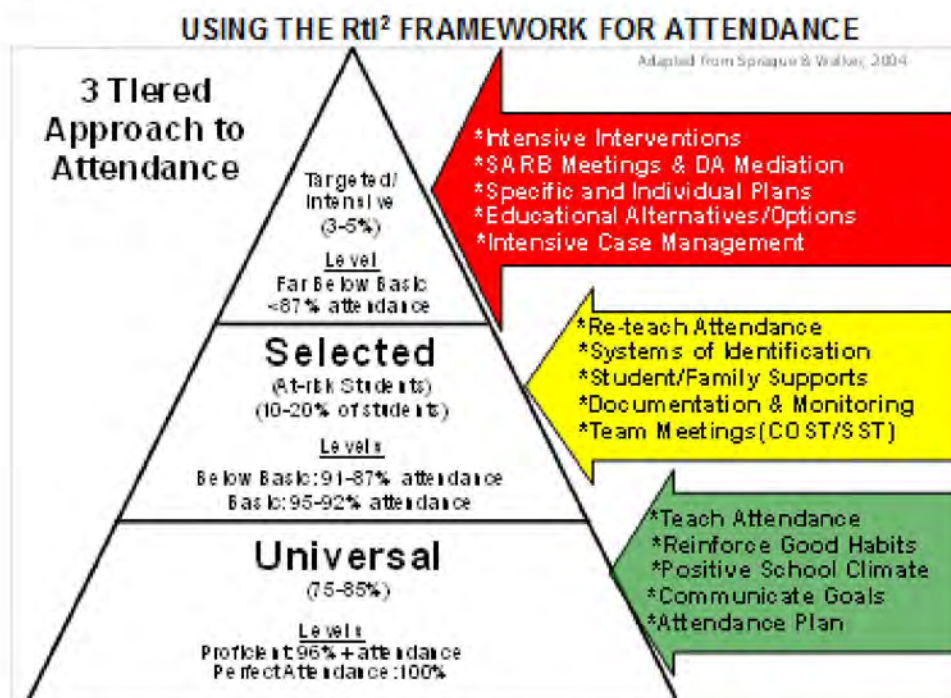 USING THE RtI² FRAMEWORK FOR ATTENDANCE
Adapted from Sprague & Walker, 2004
3 Tiered
Approach to
Attendance
Targeted/
Intensive
(3-5%)
Level
Far Below Basic
<87% attendance
*Intensive Interventions
*SARB Meetings & DA Mediation
*Specific and Individual Plans
*Educational Alternatives/Options
*Intensive Case Management
Selected
(At-risk Students)
(10-20% of students)
Levels
Below Basic: 91-87% attendance
Basic: 95-92% attendance
*Re-teach Attendance
*Systems of Identification
*Student/Family Supports
*Documentation & Monitoring
*Team Meetings(COST/SST)
Universal
(75-85%)
Levels
Proficient: 96% + attendance
Perfect Attendance: 100%
*Teach Attendance
*Reinforce Good Habits
*Positive School Climate
*Communicate Goals
*Attendance Plan